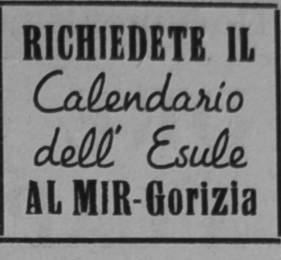 RICHIEDETE IL
Calendario
dell' Esule
AL MIR-Gorizia